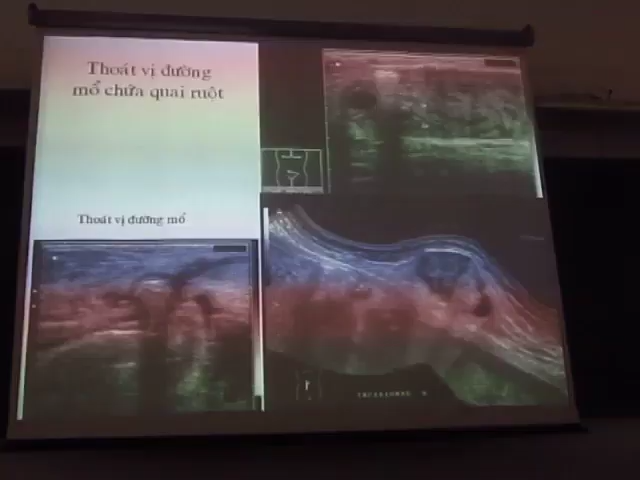 Thoát vị đường
mổ chứa quai ruột
Thoát vị đường mổ